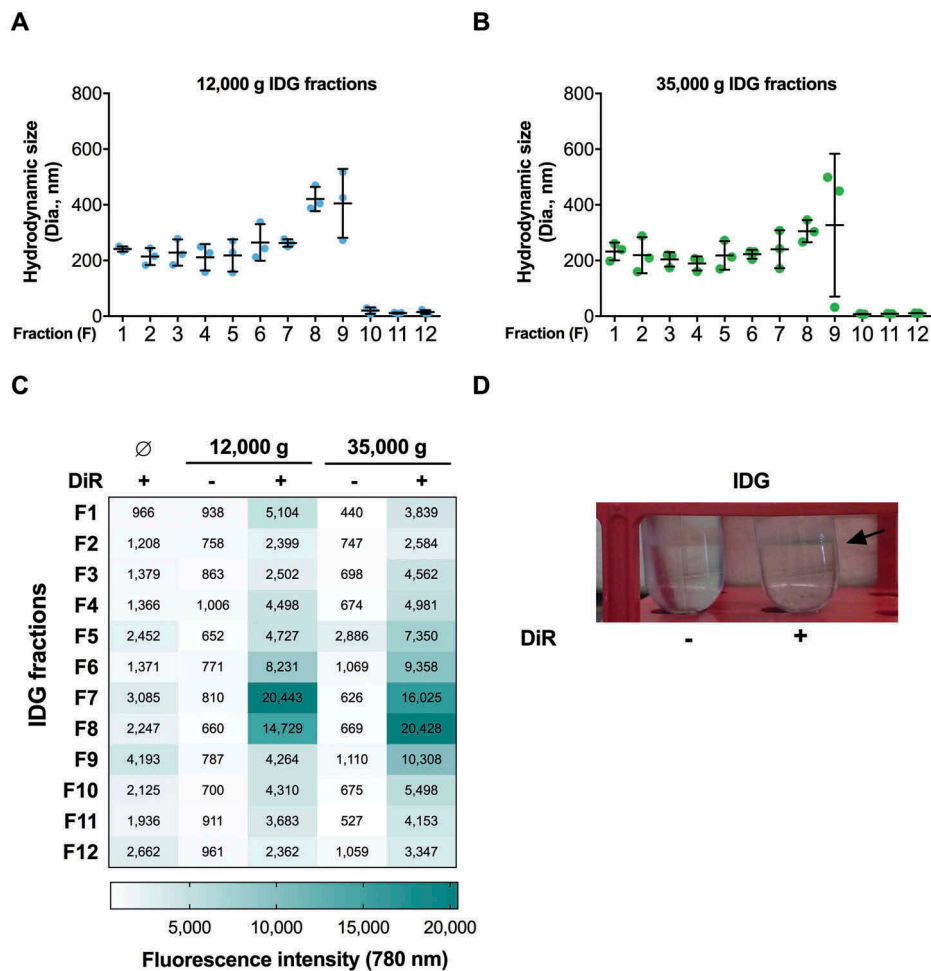 A
B
12,000 g IDG fractions
35,000 g IDG fractions
Hydrodynamic size
(Dia., nm)
800
600
400
200
0
Fraction (F) 1 2 3 4 5 6 7 8 9 10 11 12
Hydrodynamic size
(Dia., nm)
800
600
400
200
0
Fraction (F) 1 2 3 4 5 6 7 8 9 10 11 12
C
D
∅ 12,000 g 35,000 g
DiR + - + - +
IDG fractions
F1 966 938 5,104 440 3,839
F2 1,208 758 2,399 747 2,584
F3 1,379 863 2,502 698 4,562
F4 1,366 1,006 4,498 674 4,981
F5 2,452 652 4,727 2,886 7,350
F6 1,371 771 8,231 1,069 9,358
F7 3,085 810 20,443 626 16,025
F8 2,247 660 14,729 669 20,428
F9 4,193 787 4,264 1,110 10,308
F10 2,125 700 4,310 675 5,498
F11 1,936 911 3,683 527 4,153
F12 2,662 961 2,362 1,059 3,347
5,000 10,000 15,000 20,000
Fluorescence intensity (780 nm)
IDG
DiR - +